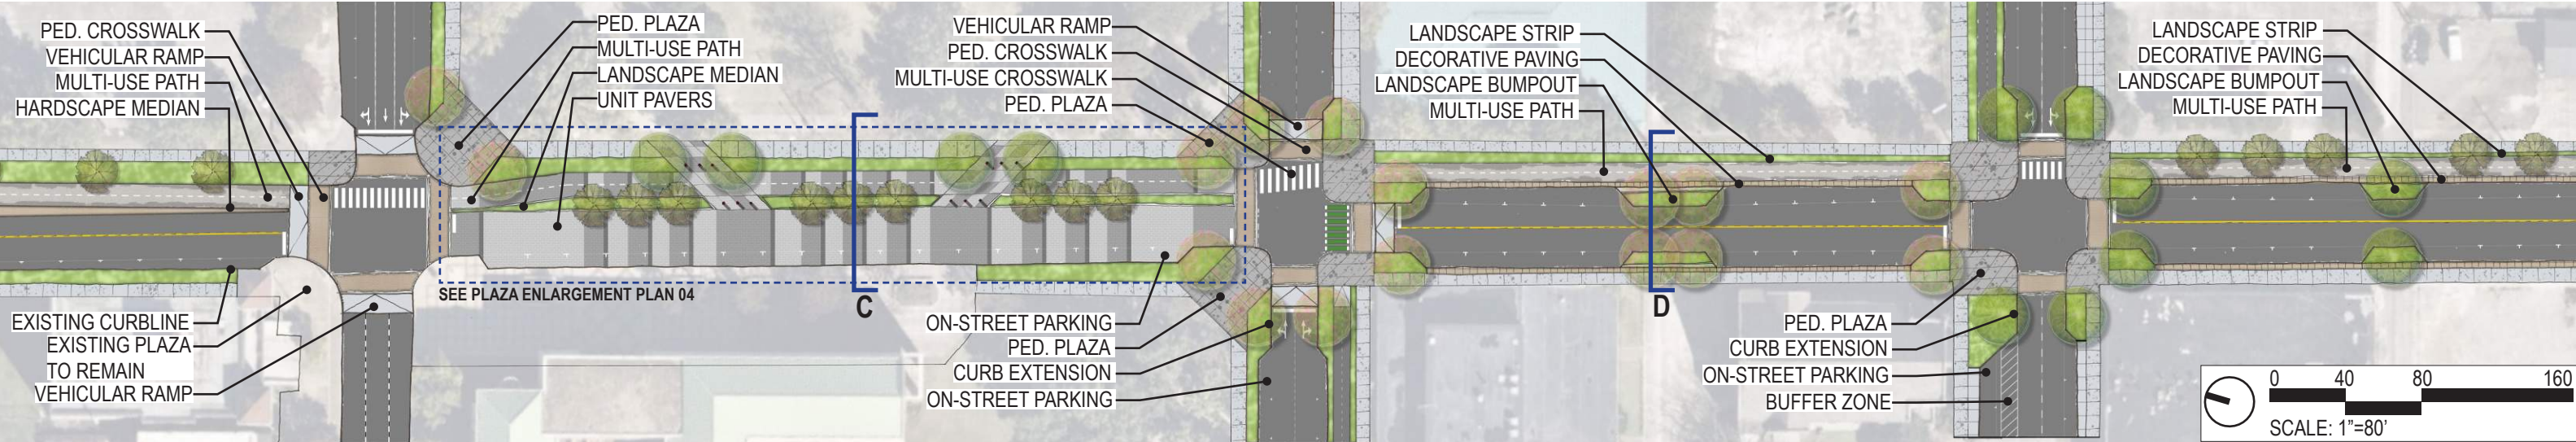 PED. CROSSWALK
VEHICULAR RAMP
MULTI-USE PATH
HARDSCAPE MEDIAN
PED. PLAZA
MULTI-USE PATH
LANDSCAPE MEDIAN
UNIT PAVERS
VEHICULAR RAMP
PED. CROSSWALK
MULTI-USE CROSSWALK
PED. PLAZA
LANDSCAPE STRIP
DECORATIVE PAVING
LANDSCAPE BUMPOUT
MULTI-USE PATH
LANDSCAPE STRIP
DECORATIVE PAVING
LANDSCAPE BUMPOUT
MULTI-USE PATH
SEE PLAZA ENLARGEMENT PLAN 04
C
D
EXISTING CURBLINE
EXISTING PLAZA
TO REMAIN
VEHICULAR RAMP
ON-STREET PARKING
PED. PLAZA
CURB EXTENSION
ON-STREET PARKING
PED. PLAZA
CURB EXTENSION
ON-STREET PARKING
BUFFER ZONE
0 40 80 160
SCALE: 1"=80'